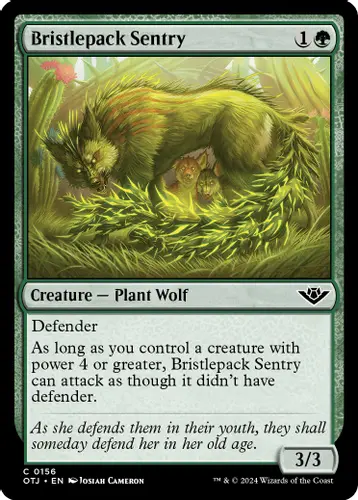 Bristlepack Sentry 1
Creature — Plant Wolf
Defender
As long as you control a creature with
power 4 or greater, Bristlepack Sentry
can attack as though it didn't have
defender.
As she defends them in their youth, they shall
someday defend her in her old age.
3/3
C 0156
OTJ • EN Josiah Cameron
™ & © 2024 Wizards of the Coast